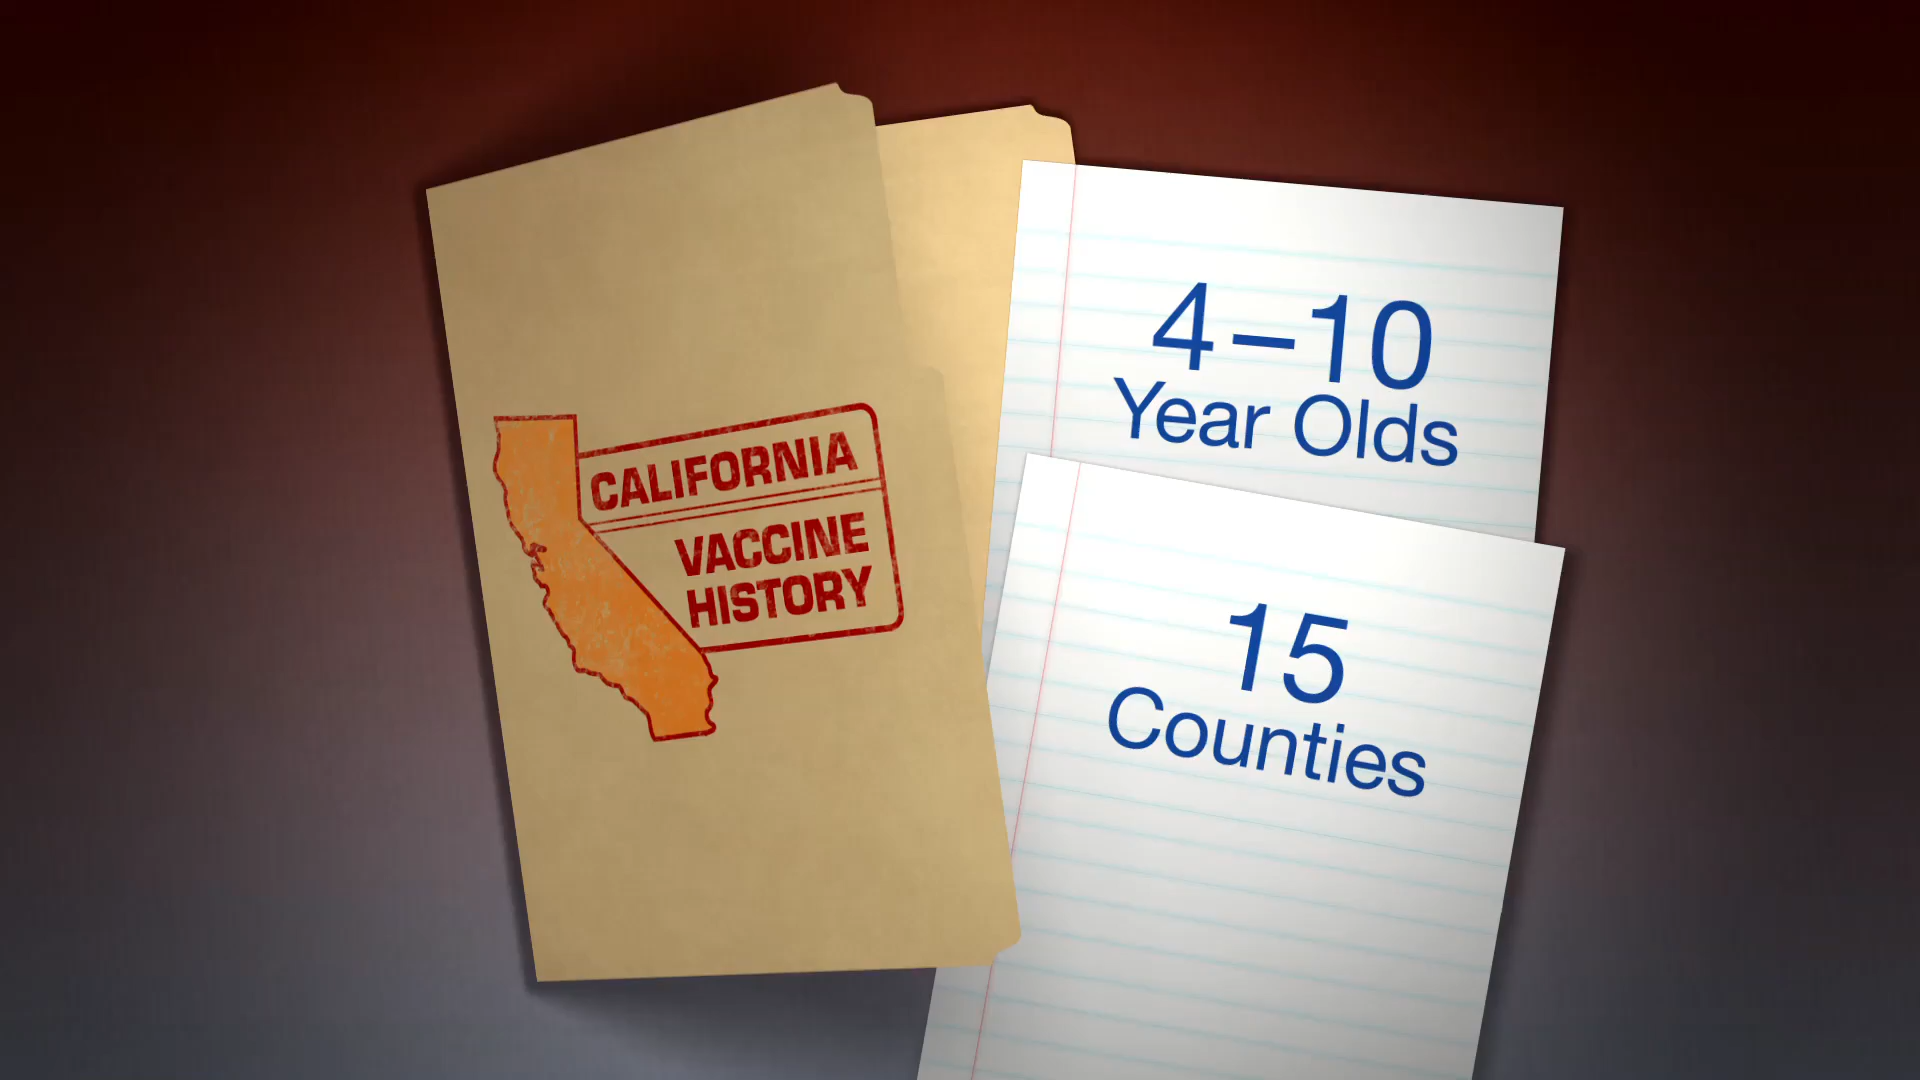 CALIFORNIA
VACCINE
HISTORY
4–10
Year Olds
15
Counties